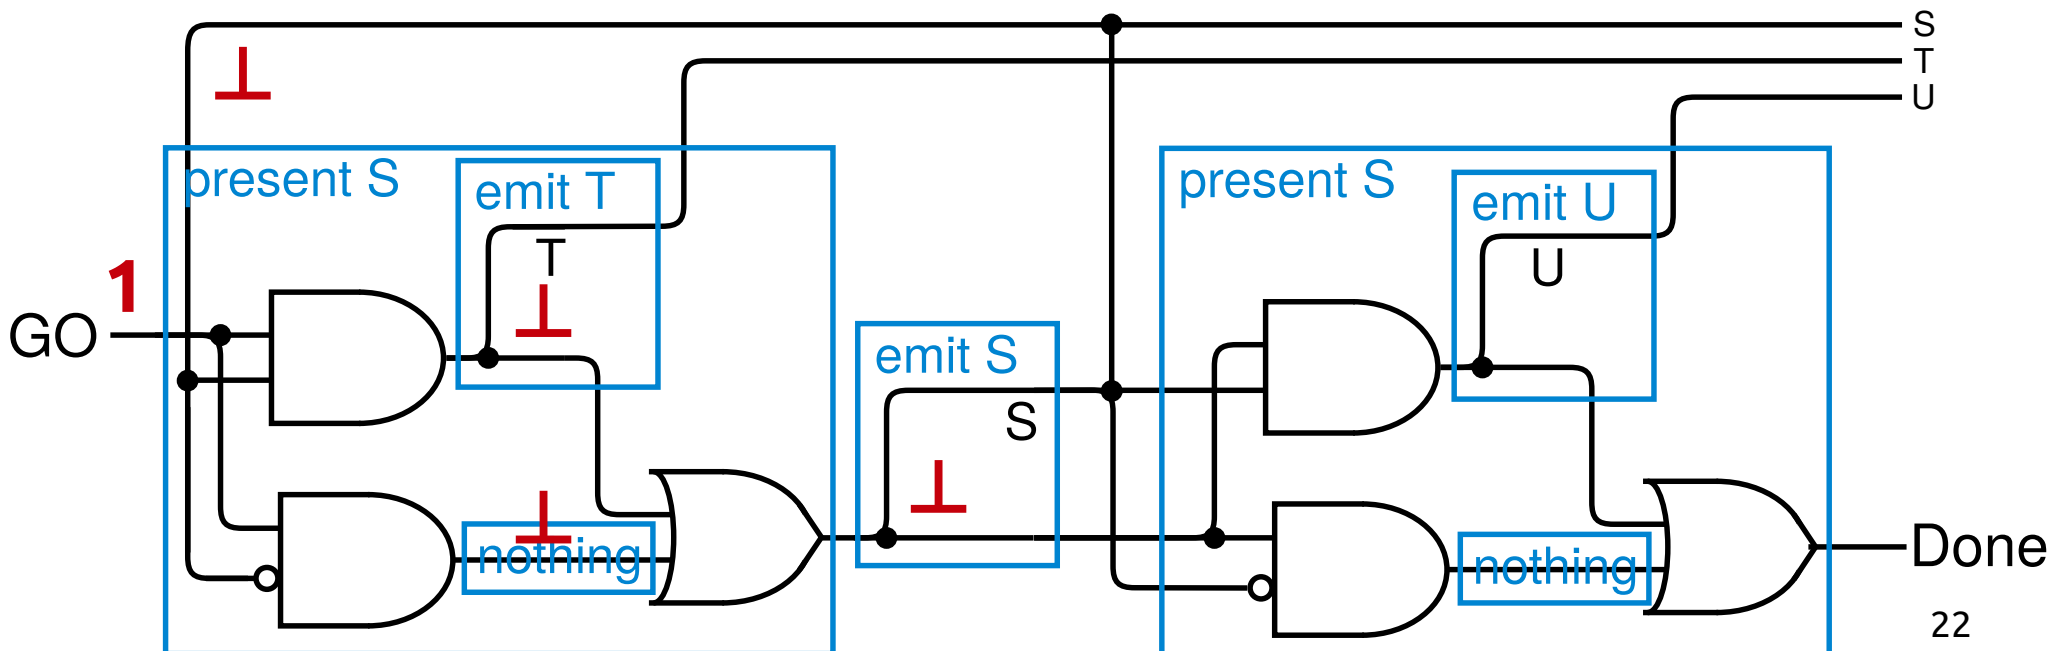 S
T
U
present S
emit T
T
⊥
⊥
1
GO
⊥
nothing
emit S
S
⊥
present S
emit U
U
nothing
Done
22